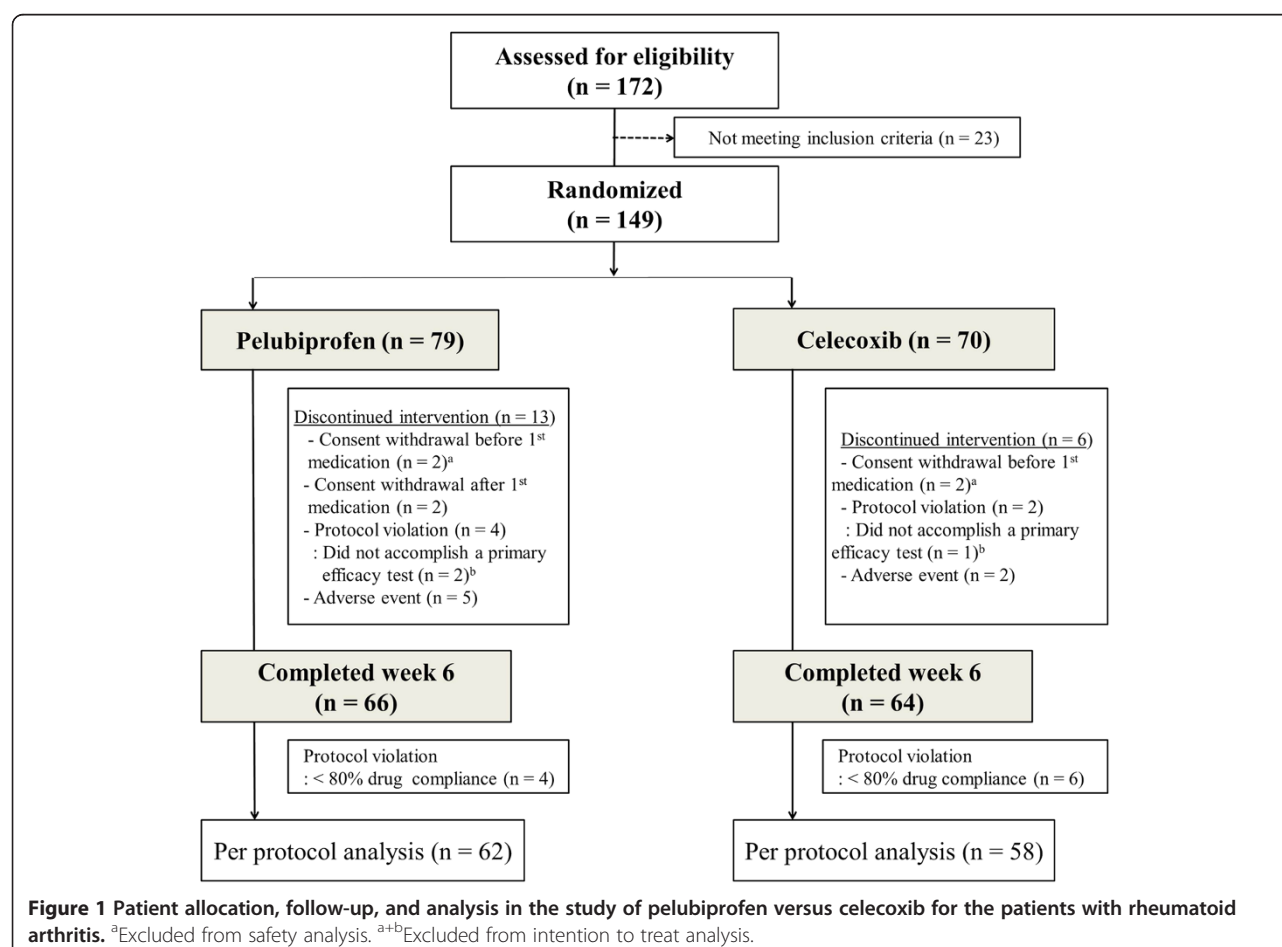 Assessed for eligibility
(n = 172)
Not meeting inclusion criteria (n = 23)
Randomized
(n = 149)
Pelubiprofen (n = 79)
Discontinued intervention (n = 13)
- Consent withdrawal before 1st
medication (n = 2)a
- Consent withdrawal after 1st
medication (n = 2)
- Protocol violation (n = 4)
: Did not accomplish a primary
efficacy test (n = 2)b
- Adverse event (n = 5)
Completed week 6
(n = 66)
Protocol violation
: < 80% drug compliance (n = 4)
Per protocol analysis (n = 62)
Celecoxib (n = 70)
Discontinued intervention (n = 6)
- Consent withdrawal before 1st
medication (n = 2)a
- Protocol violation (n = 2)
: Did not accomplish a primary
efficacy test (n = 1)b
- Adverse event (n = 2)
Completed week 6
(n = 64)
Protocol violation
: < 80% drug compliance (n = 6)
Per protocol analysis (n = 58)
Figure 1 Patient allocation, follow-up, and analysis in the study of pelubiprofen versus celecoxib for the patients with rheumatoid
arthritis. aExcluded from safety analysis. a+bExcluded from intention to treat analysis.